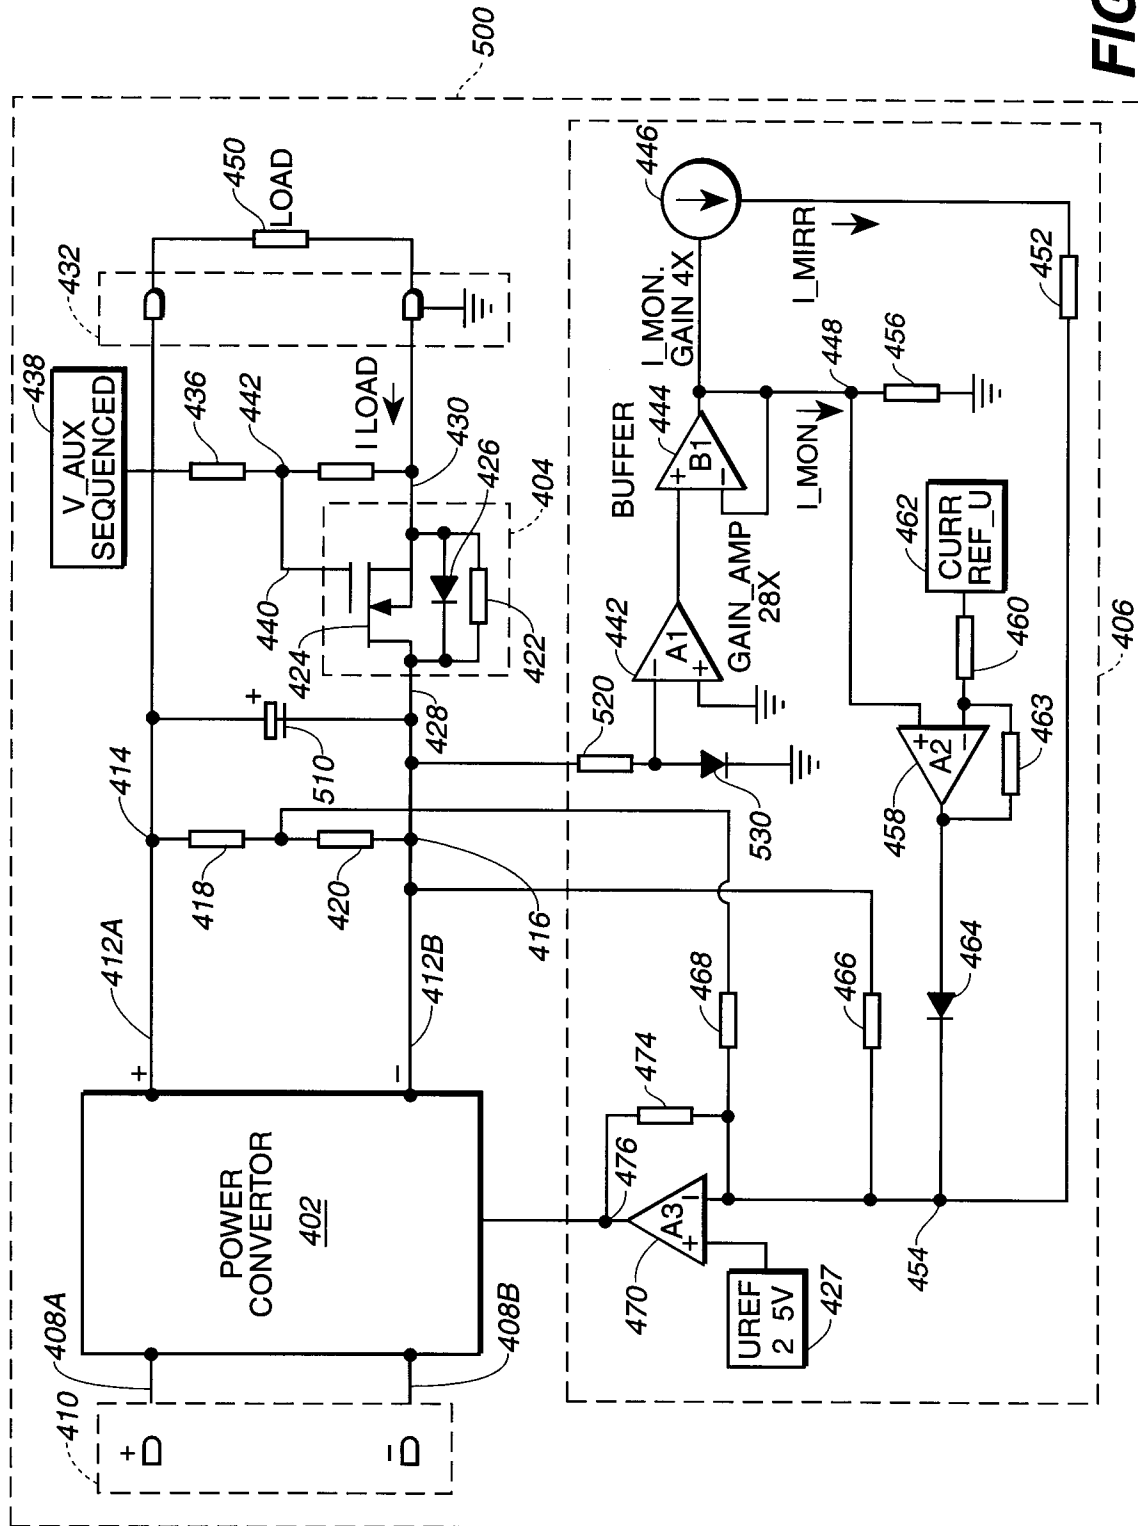 FIG
500
450
LOAD
432
438
V_AUX
SEQUENCED
436
442
I LOAD
430
426
404
440
424
422
+
510
428
414
418
420
416
412A
412B
+
–
POWER
CONVERTOR
402
408A
408B
410
+
–
446
I_MON.
GAIN 4X
I_MIRR
452
BUFFER
444
+
B1
–
448
456
I_MON
442
–
A1
+
GAIN_AMP
28X
520
530
462
CURR
REF_U
460
+
A2
–
463
458
464
406
468
466
474
476
A3
–
+
470
UREF
2 5V
427
454